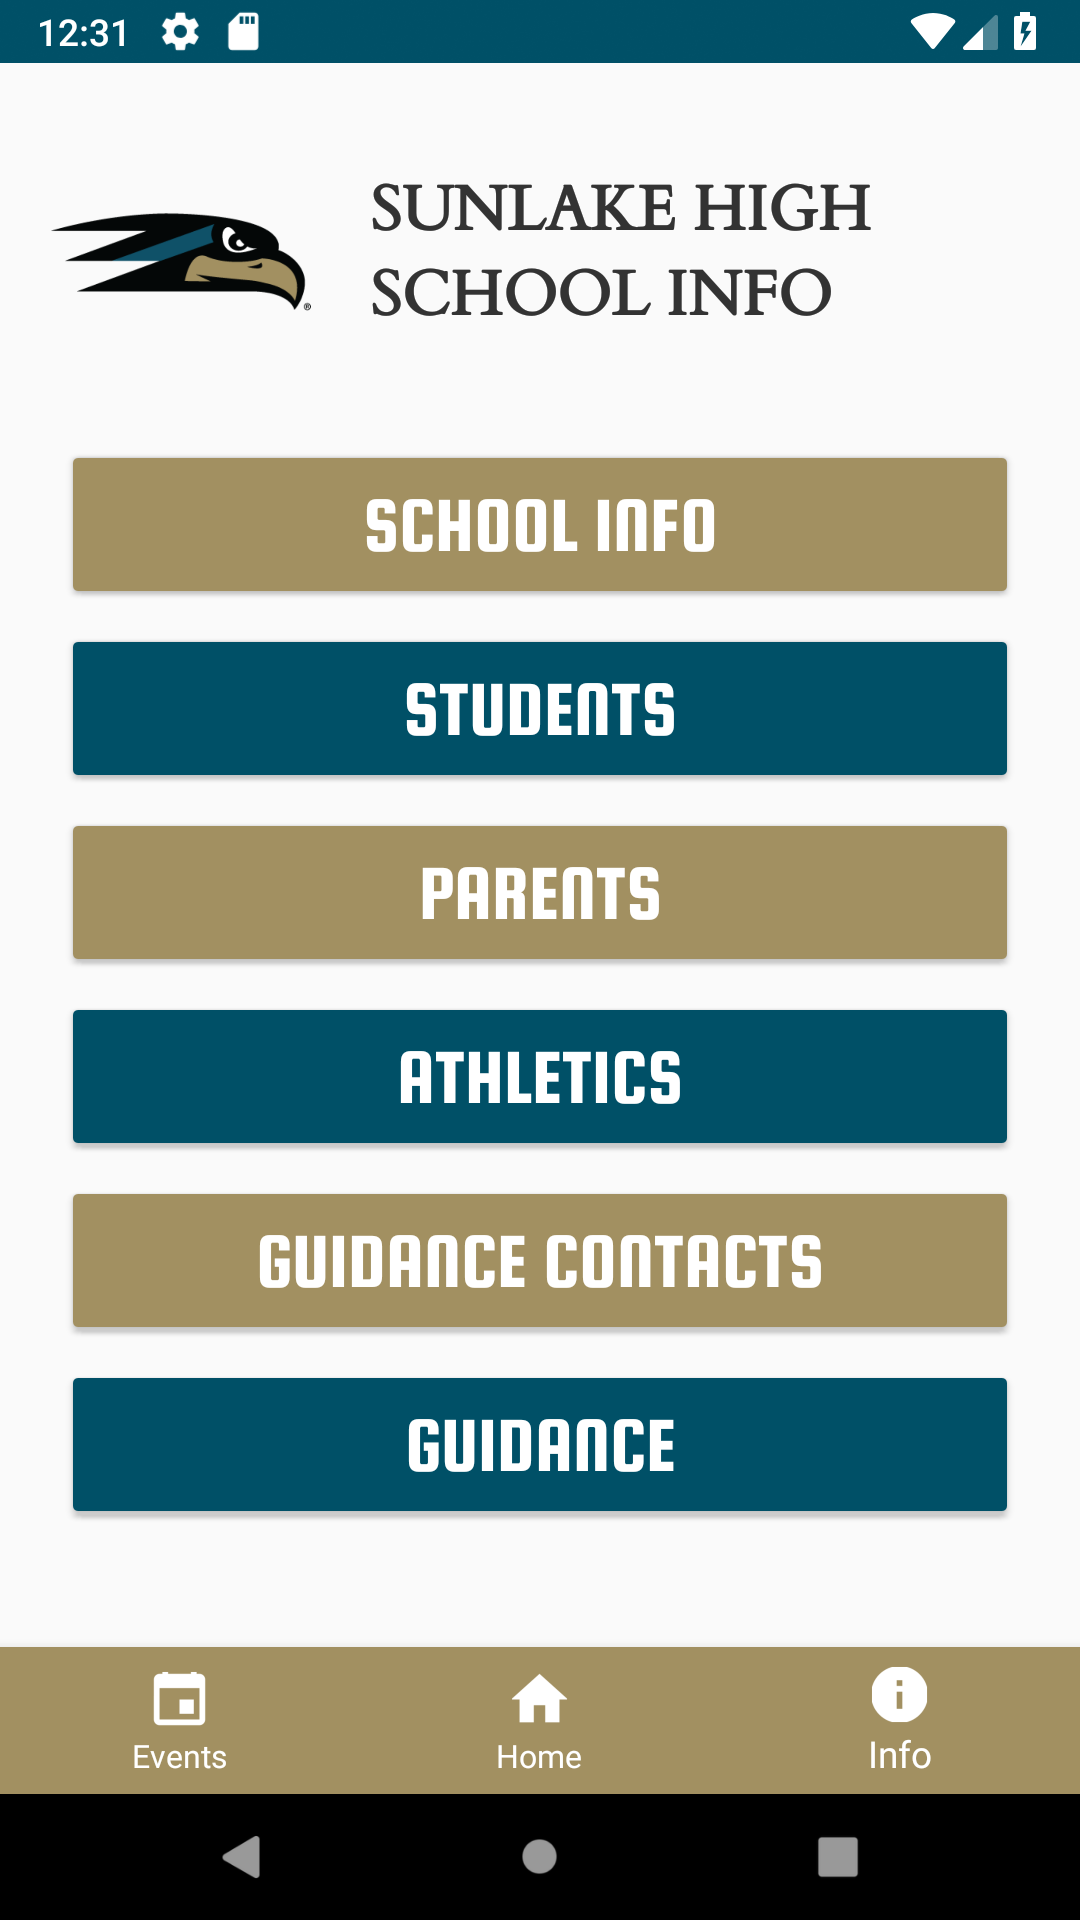 12:31
SUNLAKE HIGH
SCHOOL INFO
®
SCHOOL INFO
STUDENTS
PARENTS
ATHLETICS
GUIDANCE CONTACTS
GUIDANCE
Events
Home
Info